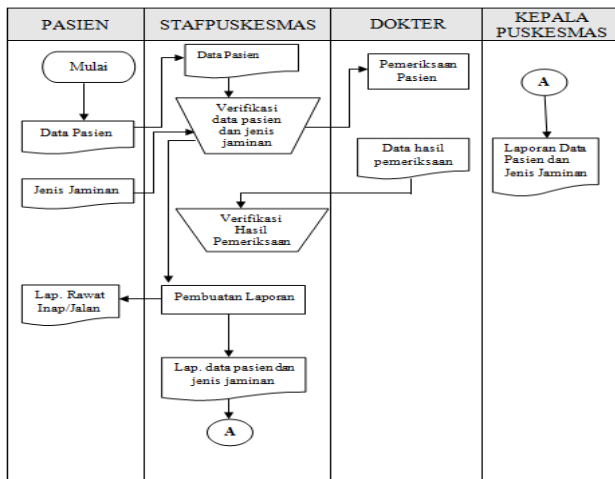 PASIEN
STAFPUSKESMAS
DOKTER
KEPALA
PUSKESMAS
Mulai
Data Pasien
Jenis Jaminan
Lap. Rawat
Inap/Jalan
Data Pasien
Verifikasi
data pasien
dan jenis
jaminan
Verifikasi
Hasil
Pemeriksaan
Pembuatan Laporan
Lap. data pasien dan
jenis jaminan
A
Pemeriksaan
Pasien
Data hasil
pemeriksaan
A
Laporan Data
Pasien dan
Jenis Jaminan